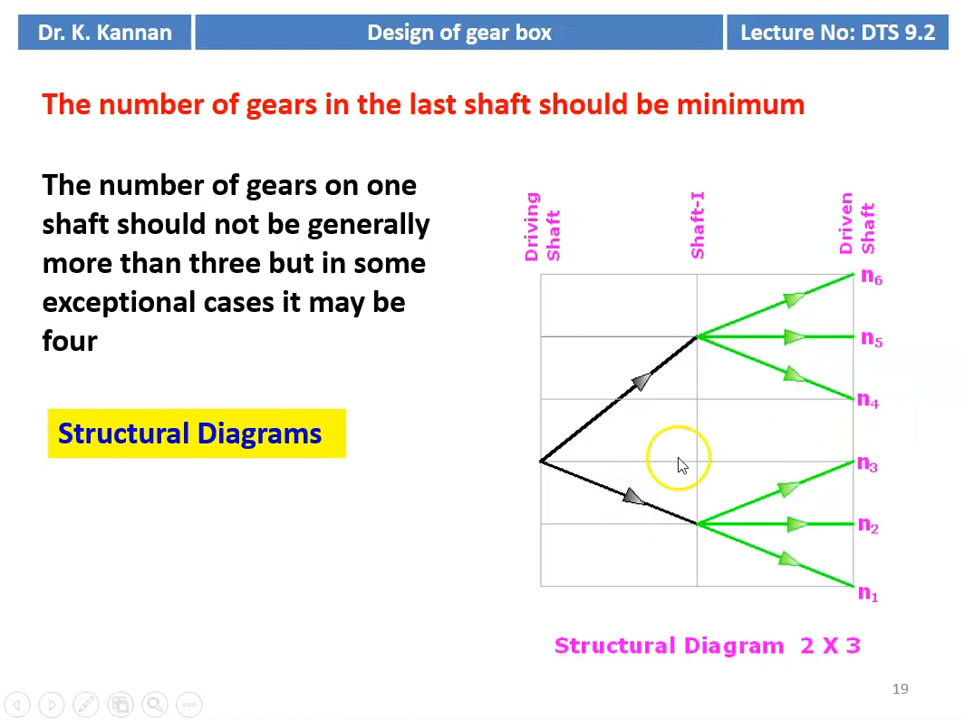 Dr. K. Kannan
Design of gear box
Lecture No: DTS 9.2
The number of gears in the last shaft should be minimum
The number of gears on one
shaft should not be generally
more than three but in some
exceptional cases it may be
four
Structural Diagrams
Driving
Shaft
Shaft-I
Driven
Shaft
n6
n5
n4
n3
n2
n1
Structural Diagram 2 X 3
19